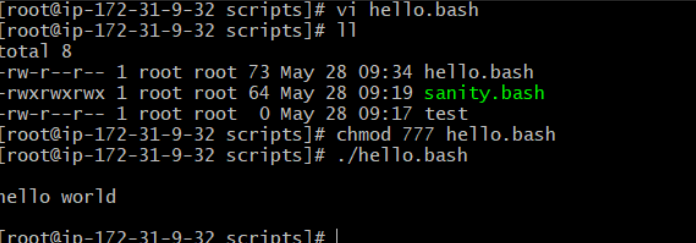 [root@ip-172-31-9-32 scripts]# vi hello.bash
[root@ip-172-31-9-32 scripts]# ll
total 8
-rw-r--r-- 1 root root 73 May 28 09:34 hello.bash
-rwxrwxrwx 1 root root 64 May 28 09:19 sanity.bash
-rw-r--r-- 1 root root  0 May 28 09:17 test
[root@ip-172-31-9-32 scripts]# chmod 777 hello.bash
[root@ip-172-31-9-32 scripts]# ./hello.bash
hello world
[root@ip-172-31-9-32 scripts]#